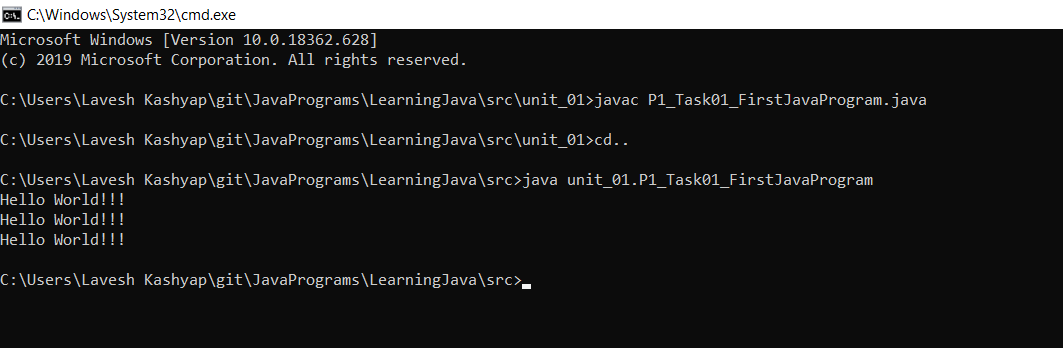 C:\Windows\System32\cmd.exe
Microsoft Windows [Version 10.0.18362.628]
(c) 2019 Microsoft Corporation. All rights reserved.
C:\Users\Lavesh Kashyap\git\JavaPrograms\LearningJava\src\unit_01>javac P1_Task01_FirstJavaProgram.java
C:\Users\Lavesh Kashyap\git\JavaPrograms\LearningJava\src\unit_01>cd..
C:\Users\Lavesh Kashyap\git\JavaPrograms\LearningJava\src>java unit_01.P1_Task01_FirstJavaProgram
Hello World!!!
Hello World!!!
Hello World!!!
C:\Users\Lavesh Kashyap\git\JavaPrograms\LearningJava\src>